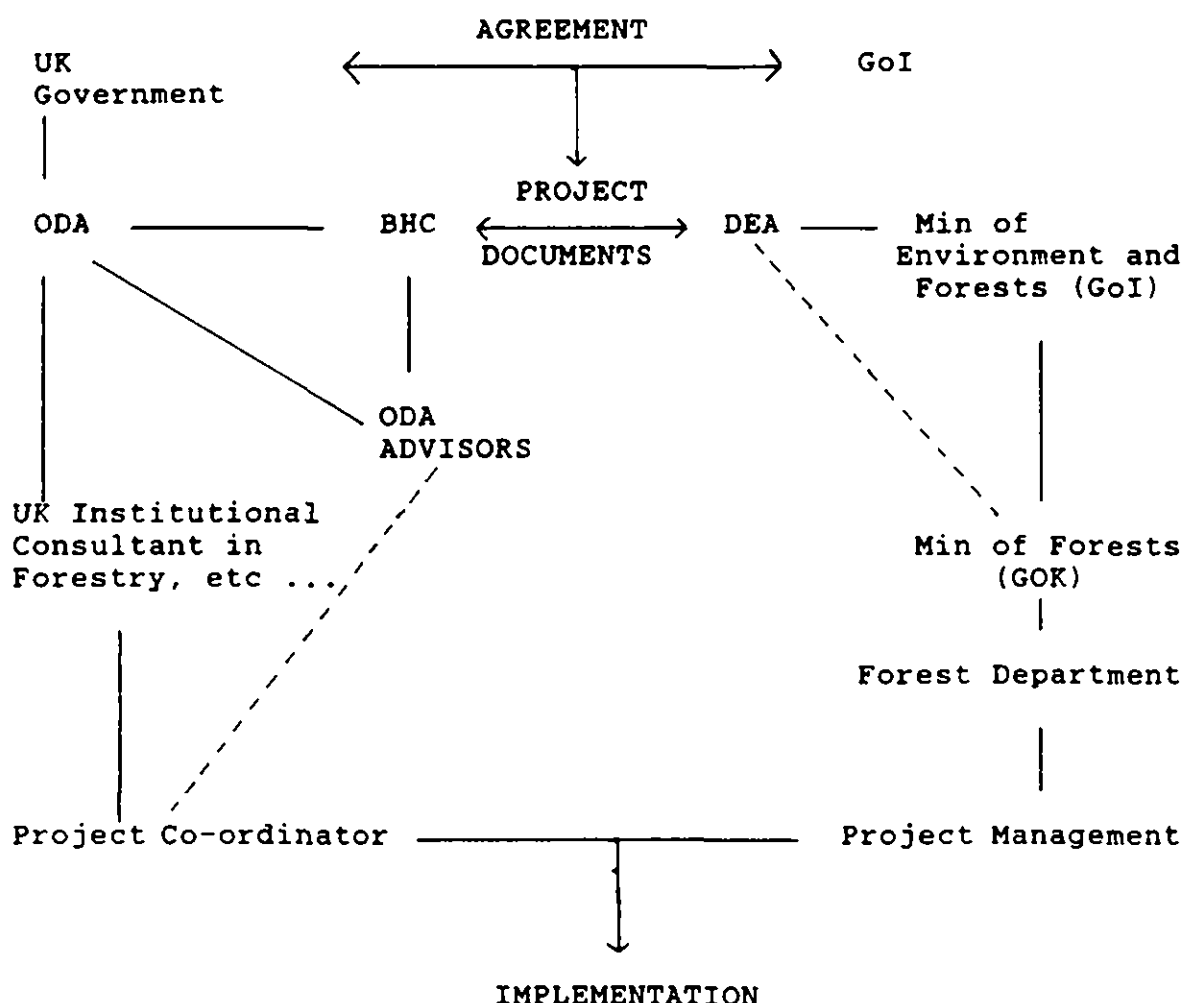 AGREEMENT
UK
Government
GoI
PROJECT
ODA
BHC
DEA
DOCUMENTS
Min of
Environment and
Forests (GoI)
ODA
ADVISORS
UK Institutional
Consultant in
Forestry, etc ...
Min of Forests
(GOK)
Forest Department
Project Co-ordinator
Project Management
IMPLEMENTATION